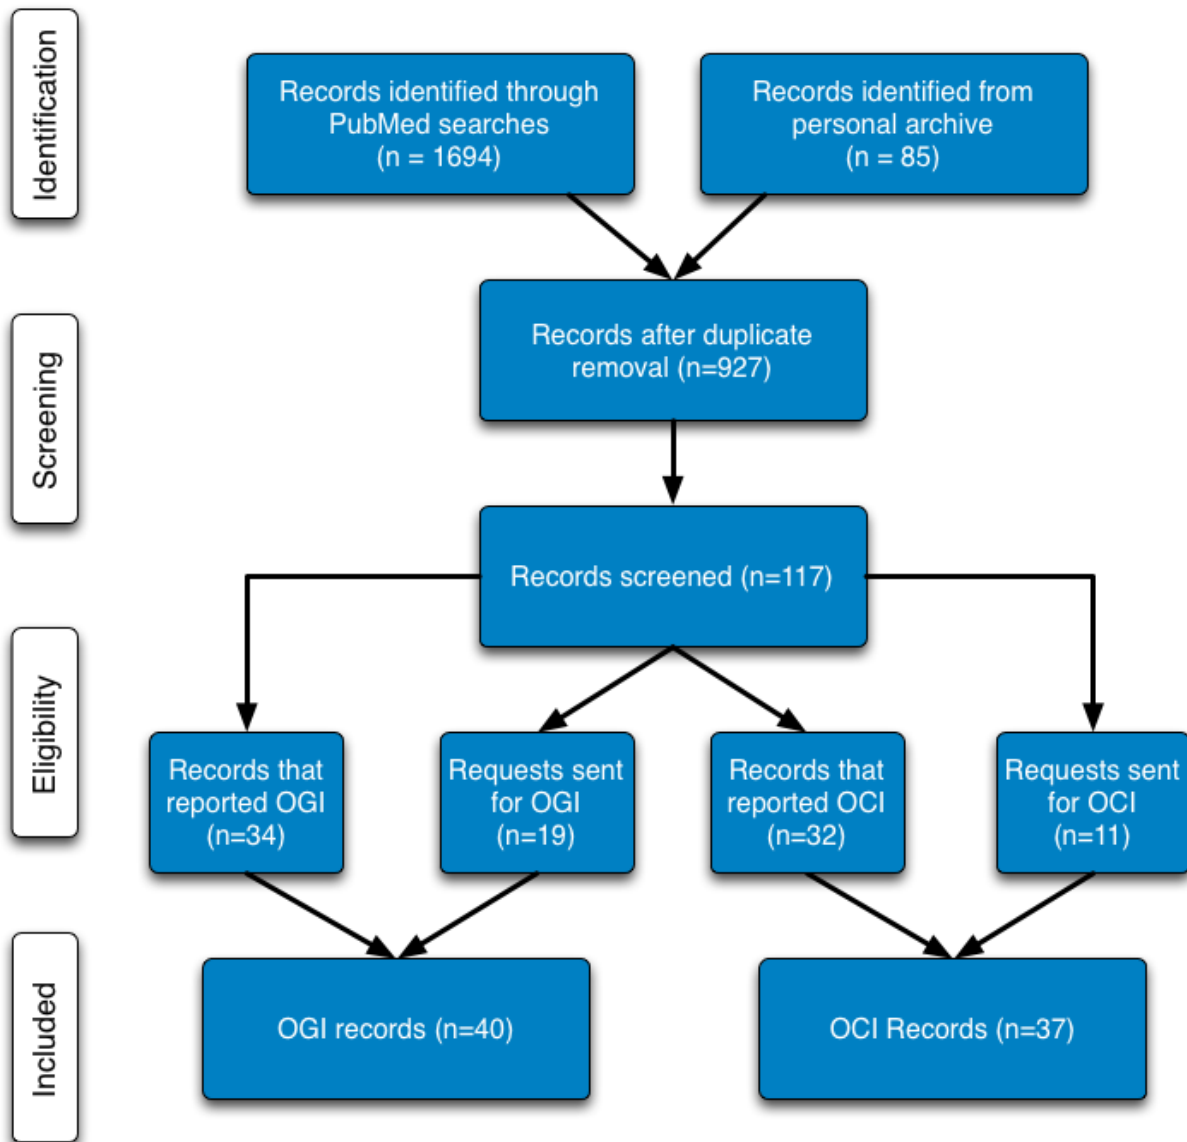 Identification
Records identified through
PubMed searches
(n = 1694)
Records identified from
personal archive
(n = 85)
Screening
Records after duplicate
removal (n=927)
Records screened (n=117)
Eligibility
Records that
reported OGI
(n=34)
Requests sent
for OGI
(n=19)
Records that
reported OCI
(n=32)
Requests sent
for OCI
(n=11)
Included
OGI records (n=40)
OCI Records (n=37)